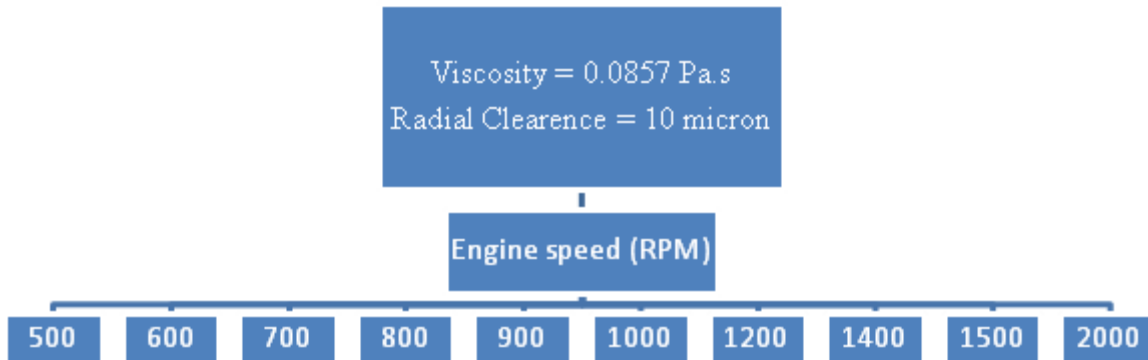 Viscosity = 0.0857 Pa.s
Radial Clearence = 10 micron
Engine speed (RPM)
500 600 700 800 900 1000 1200 1400 1500 2000